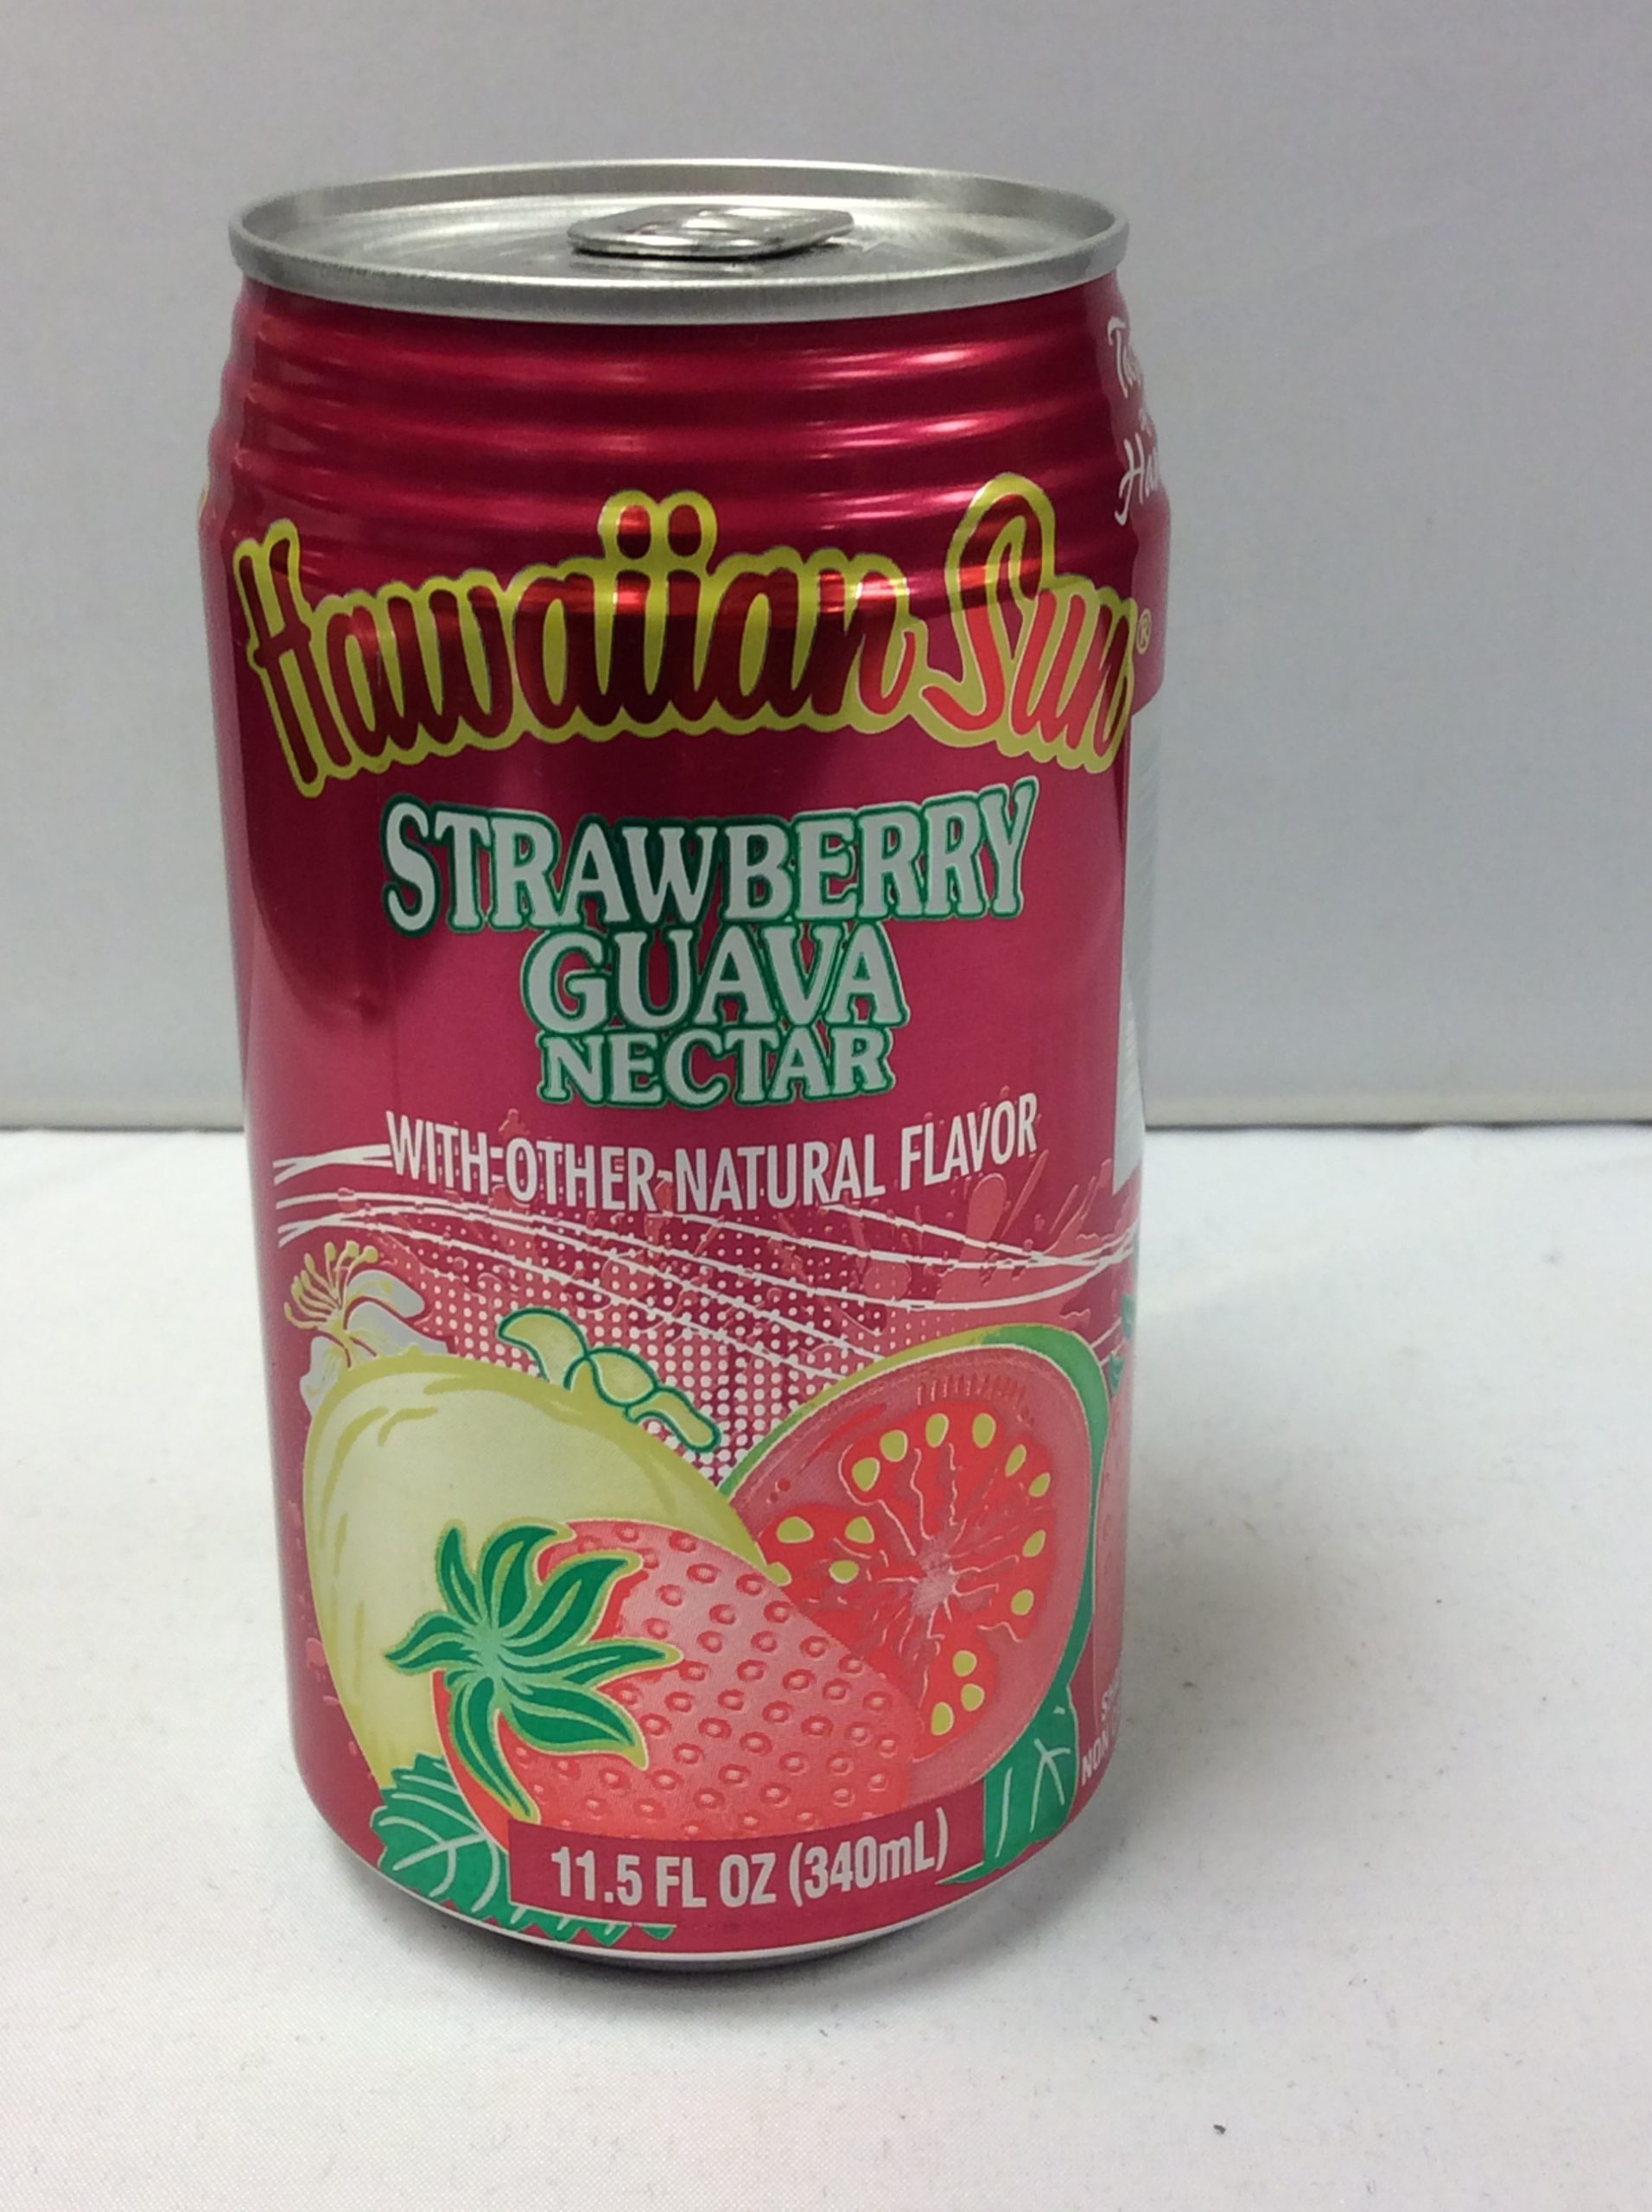 Hawaiian Sun®
STRAWBERRY
GUAVA
NECTAR
WITH OTHER NATURAL FLAVOR
11.5 FL OZ (340mL)